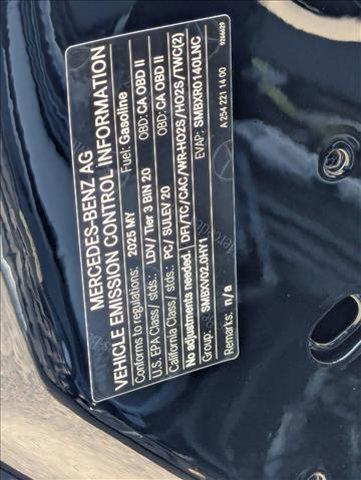 MERCEDES-BENZ AG
VEHICLE EMISSION CONTROL INFORMATION
Conforms to regulations: 2025 MY Fuel: Gasoline
U.S. EPA Class / stds.: LDV/ Tier 3 BIN 20 OBD: CA OBD II
California Class / stds.: PC/ SULEV 20 OBD: CA OBD II
No adjustments needed. DFI/TC/CAC/WR-HO2S/HO2S/TWC(2)
Group: SMBXV02.0HY1 EVAP: SMBXR0140LNC
Remarks: n/a
A 254 221 14 00